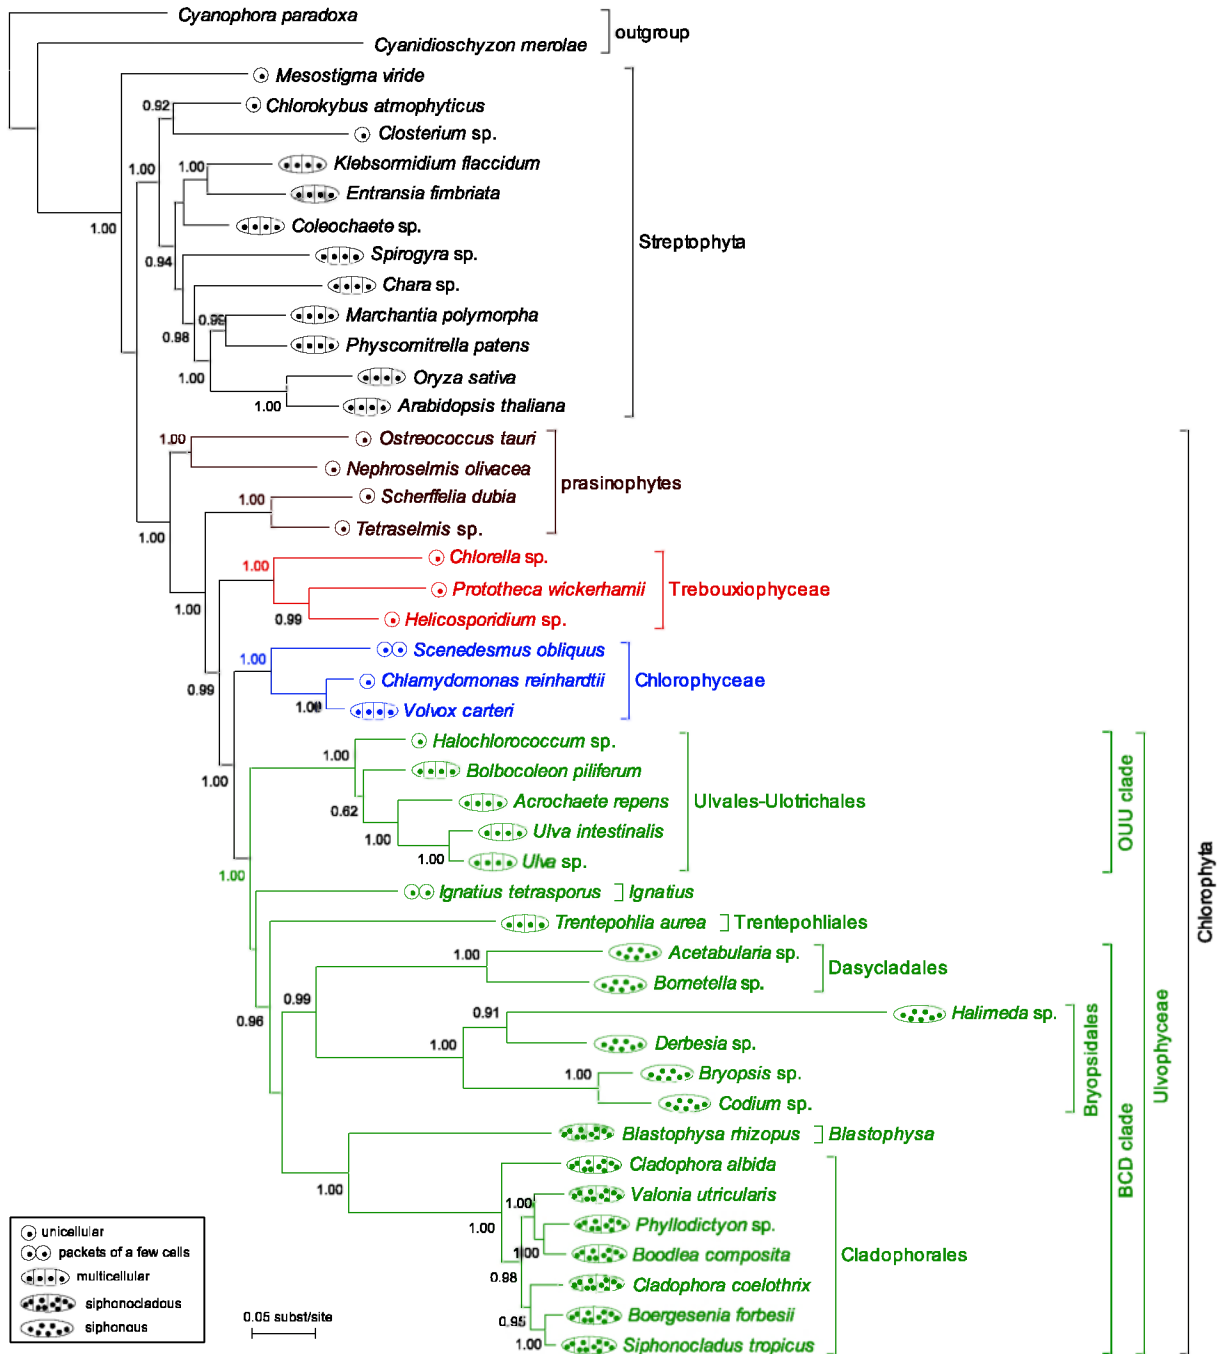 Cyanophora paradoxa
Cyanidioschyzon merolae
outgroup
Mesostigma viride
0.92
Chlorokybus atmophyticus
Closterium sp.
1.00
1.00
Klebsormidium flaccidum
Entransia fimbriata
1.00
Coleochaete sp.
Streptophyta
0.94
Spirogyra sp.
Chara sp.
0.98
0.99
Marchantia polymorpha
Physcomitrella patens
1.00
Oryza sativa
1.00
Arabidopsis thaliana
1.00
Ostreococcus tauri
Nephroselmis olivacea
prasinophytes
1.00
Scherffelia dubia
1.00
Tetraselmis sp.
1.00
Chlorella sp.
Prototheca wickerhamii
Trebouxiophyceae
1.00
0.99
Helicosporidium sp.
1.00
Scenedesmus obliquus
0.99
Chlamydomonas reinhardtii
Chlorophyceae
1.00
Volvox carteri
1.00
1.00
Halochlorococcum sp.
Bolbocoleon piliferum
0.62
Acrochaete repens
Ulvales-Ulotrichales
1.00
Ulva intestinalis
1.00
Ulva sp.
OUU clade
1.00
Ignatius tetrasporus
Ignatius
Trentepohlia aurea
Trentepohliales
1.00
Acetabularia sp.
Dasycladales
0.99
Bornetella sp.
0.96
0.91
Halimeda sp.
1.00
Derbesia sp.
1.00
Bryopsis sp.
Codium sp.
Bryopsidales
Blastophysa rhizopus
Blastophysa
1.00
Cladophora albida
1.00
1.00
Valonia utricularis
Phyllodictyon sp.
1.00
Boodlea composita
Cladophorales
0.98
Cladophora coelothrix
0.95
Boergesenia forbesii
1.00
Siphonocladus tropicus
BCD clade
Ulvophyceae
Chlorophyta
unicellular
packets of a few cells
multicellular
siphonocladous
siphonous
0.05 subst/site